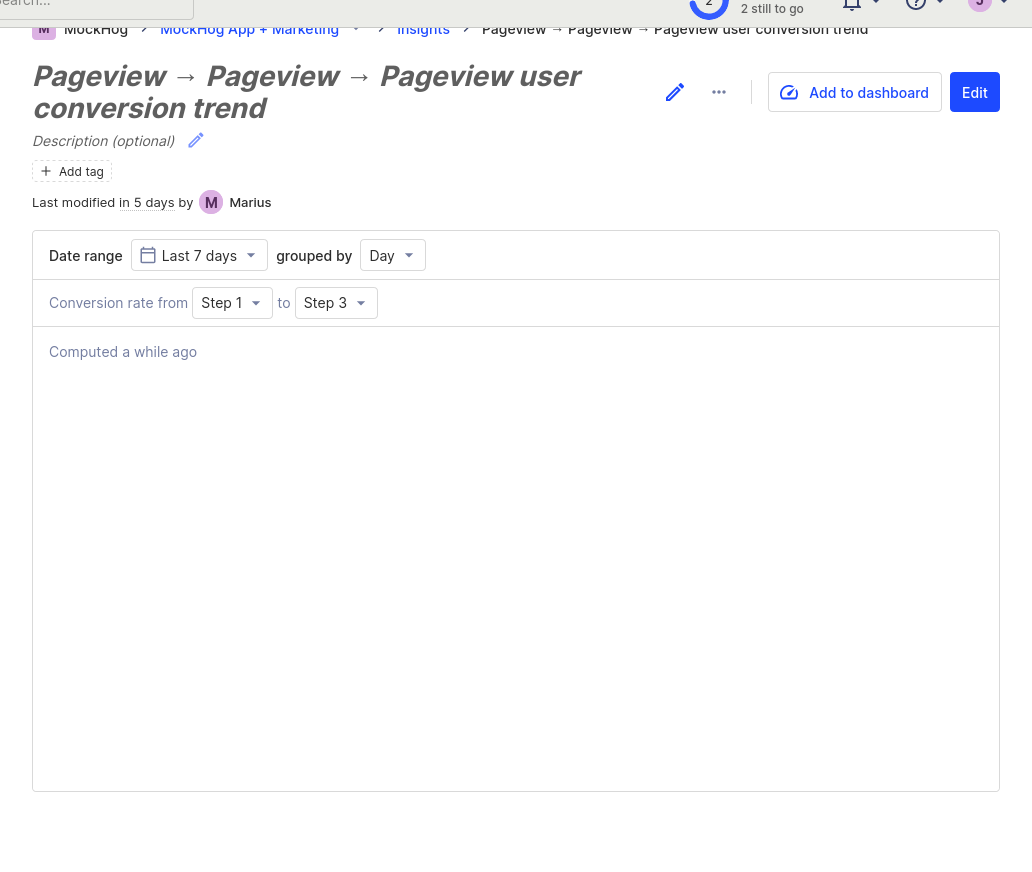 Search...
2
2 still to go
J
M MockHog > MockHog App + Marketing > Insights > Pageview → Pageview → Pageview user conversion trend
Pageview → Pageview → Pageview user
conversion trend
Add to dashboard
Edit
Description (optional)
+ Add tag
Last modified in 5 days by M Marius
Date range Last 7 days grouped by Day
Conversion rate from Step 1 to Step 3
Computed a while ago